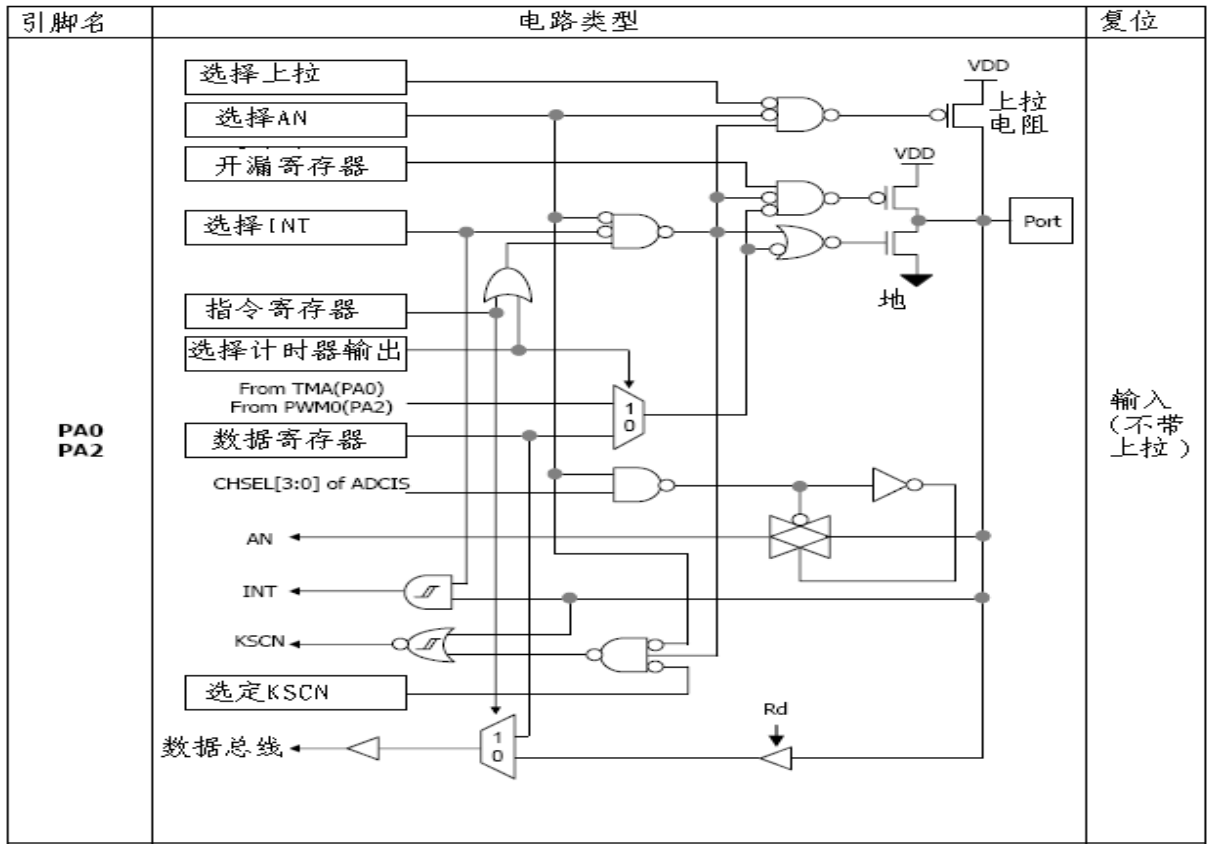 引脚名
电路类型
复位
选择上拉
VDD
选择AN
上拉
电阻
开漏寄存器
VDD
选择INT
Port
地
指令寄存器
选择计时器输出
From TMA(PA0)
From PWM0(PA2)
1
0
数据寄存器
PA0
PA2
输入
(不带
上拉)
CHSEL[3:0] of ADCIS
AN
INT
KSCN
选定KSCN
Rd
数据总线
1
0